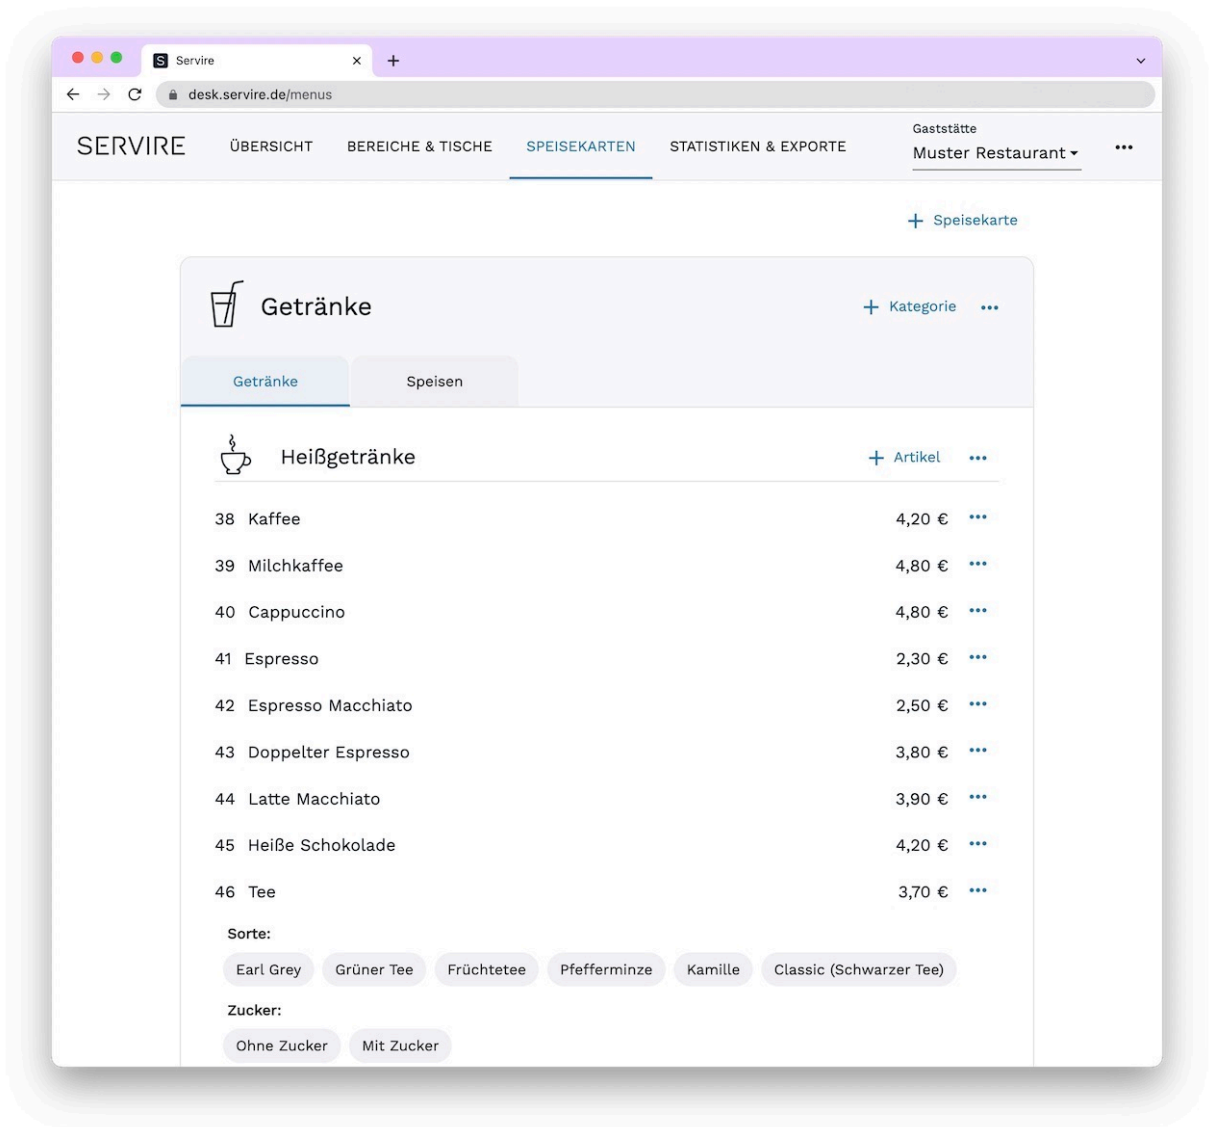 S Servire
desk.servire.de/menus
SERVIRE ÜBERSICHT BEREICHE & TISCHE SPEISEKARTEN STATISTIKEN & EXPORTE
Gaststätte
Muster Restaurant
+ Speisekarte
Getränke + Kategorie
Getränke Speisen
Heißgetränke + Artikel
38 Kaffee 4,20 €
39 Milchkaffee 4,80 €
40 Cappuccino 4,80 €
41 Espresso 2,30 €
42 Espresso Macchiato 2,50 €
43 Doppelter Espresso 3,80 €
44 Latte Macchiato 3,90 €
45 Heiße Schokolade 4,20 €
46 Tee 3,70 €
Sorte:
Earl Grey Grüner Tee Früchtetee Pfefferminze Kamille Classic (Schwarzer Tee)
Zucker:
Ohne Zucker Mit Zucker